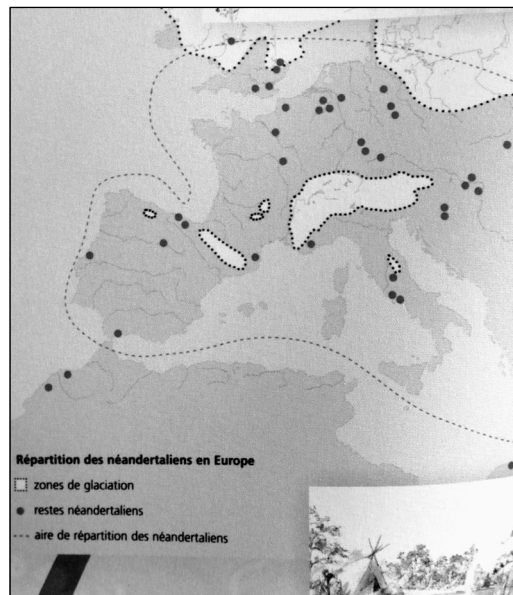 Répartition des néandertaliens en Europe
zones de glaciation
restes néandertaliens
aire de répartition des néandertaliens